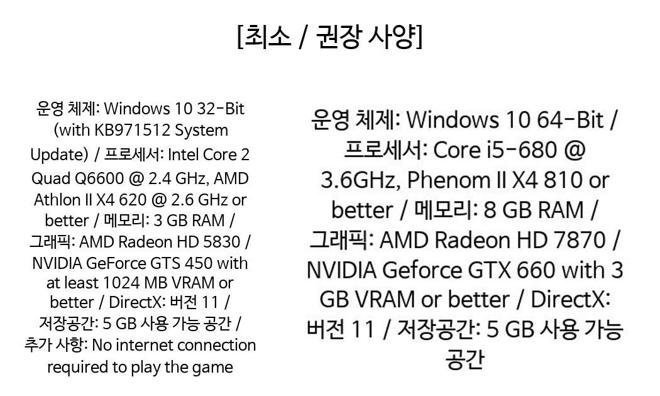 [최소 / 권장 사양]
운영 체제: Windows 10 32-Bit
(with KB971512 System
Update) / 프로세서: Intel Core 2
Quad Q6600 @ 2.4 GHz, AMD
Athlon II X4 620 @ 2.6 GHz or
better / 메모리: 3 GB RAM /
그래픽: AMD Radeon HD 5830 /
NVIDIA GeForce GTS 450 with
at least 1024 MB VRAM or
better / DirectX: 버전 11 /
저장공간: 5 GB 사용 가능 공간 /
추가 사항: No internet connection
required to play the game
운영 체제: Windows 10 64-Bit /
프로세서: Core i5-680 @
3.6GHz, Phenom II X4 810 or
better / 메모리: 8 GB RAM /
그래픽: AMD Radeon HD 7870 /
NVIDIA Geforce GTX 660 with 3
GB VRAM or better / DirectX:
버전 11 / 저장공간: 5 GB 사용 가능
공간